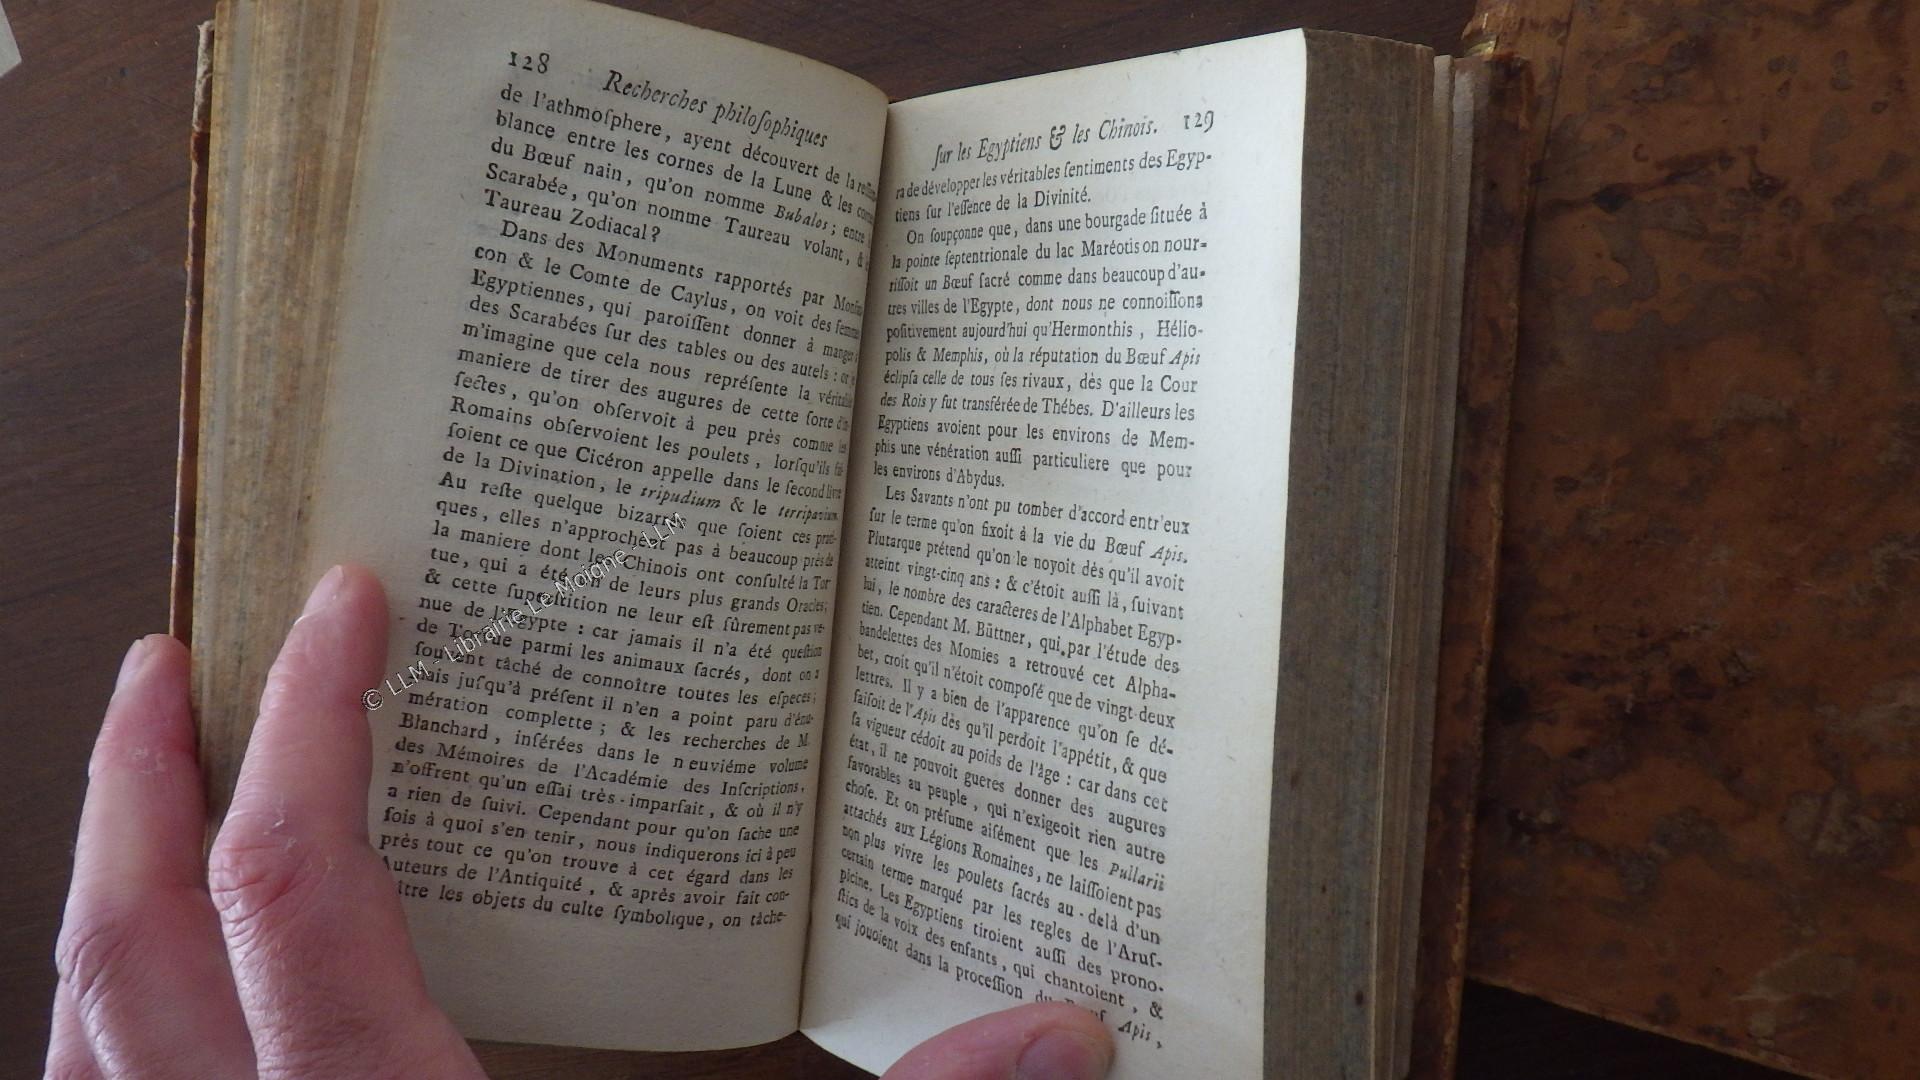 128 Recherches philoſophiques
de l'athmoſphere, ayent découvert de la
blance entre les cornes de la Lune & les
du Bœuf nain, qu'on nomme Bubalos; entre
Scarabée, qu'on nomme Taureau volant, &
Taureau Zodiacal?
Dans des Monuments rapportés par
con & le Comte de Caylus, on voit des
Egyptiennes, qui paroiſſent donner à manger
des Scarabées ſur des tables ou des autels: or
m'imagine que cela nous repréſente la
maniere de tirer des augures de cette ſorte
ſectes, qu'on obſervoit à peu près comme les
Romains obſervoient les poulets, lorſqu'ils
ſoient ce que Cicéron appelle dans le ſecond livre
de la Divination, le tripudium & le terripavium.
Au reſte quelque bizarres que ſoient ces
ques, elles n'approchent pas à beaucoup près de
la maniere dont les Chinois ont conſulté la Tor-
tue, qui a été un de leurs plus grands Oracles;
& cette ſuperſtition ne leur eſt ſûrement pas ve-
nue de l'Egypte: car jamais il n'a été queſtion
de Tortue parmi les animaux ſacrés, dont on a
ſouvent tâché de connoître toutes les eſpeces;
mais juſqu'à préſent il n'en a point paru d'énu-
mération complette; & les recherches de M.
Blanchard, inſérées dans le neuviéme volume
des Mémoires de l'Académie des Inſcriptions,
n'offrent qu'un eſſai très-imparfait, & où il n'y
a rien de ſuivi. Cependant pour qu'on ſache une
fois à quoi s'en tenir, nous indiquerons ici à peu
près tout ce qu'on trouve à cet égard dans les
Auteurs de l'Antiquité, & après avoir fait con-
noître les objets du culte ſymbolique, on tâche-
ſur les Egyptiens & les Chinois. 129
ra de développer les véritables ſentiments des Egyp-
tiens ſur l'eſſence de la Divinité.
On ſoupçonne que, dans une bourgade ſituée à
la pointe ſeptentrionale du lac Maréotis on nour-
riſſoit un Bœuf ſacré comme dans beaucoup d'au-
tres villes de l'Egypte, dont nous ne connoiſſons
poſitivement aujourd'hui qu'Hermonthis, Hélio-
polis & Memphis, où la réputation du Bœuf Apis
éclipſa celle de tous ſes rivaux, dès que la Cour
des Rois y fut transférée de Thébes. D'ailleurs les
Egyptiens avoient pour les environs de Mem-
phis une vénération auſſi particuliere que pour
les environs d'Abydus.
Les Savants n'ont pu tomber d'accord entr'eux
ſur le terme qu'on fixoit à la vie du Bœuf Apis.
Plutarque prétend qu'on le noyoit dès qu'il avoit
atteint vingt-cinq ans: & c'étoit auſſi là, ſuivant
lui, le nombre des caracteres de l'Alphabet Egyp-
tien. Cependant M. Büttner, qui par l'étude des
bandelettes des Momies a retrouvé cet Alpha-
bet, croit qu'il n'étoit compoſé que de vingt-deux
lettres. Il y a bien de l'apparence qu'on ſe dé-
faiſoit de l'Apis dès qu'il perdoit l'appétit, & que
ſa vigueur cédoit au poids de l'âge: car dans cet
état, il ne pouvoit gueres donner des augures
favorables au peuple, qui n'exigeoit rien autre
choſe. Et on préſume aiſément que les Pullarii
attachés aux Légions Romaines, ne laiſſoient pas
non plus vivre les poulets ſacrés au-delà d'un
certain terme marqué par les regles de l'Aruſ-
picine. Les Egyptiens tiroient auſſi des prono-
ſtics de la voix des enfants, qui chantoient, &
qui jouoient dans la proceſſion du Bœuf Apis,
© LLM - Librairie Le Moigne - LLM